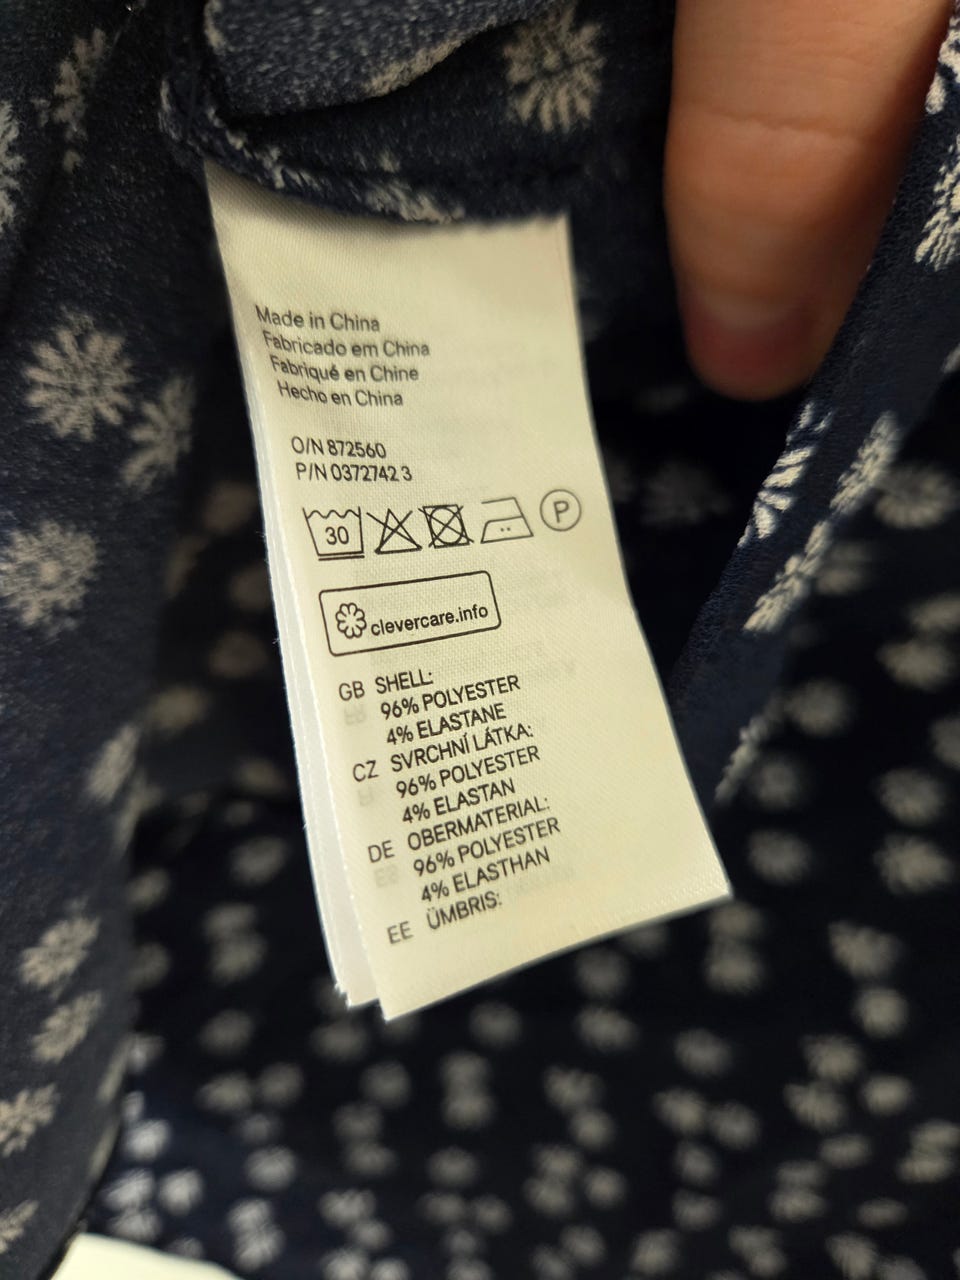 Made in China
Fabricado em China
Fabriqué en Chine
Hecho en China
O/N 872560
P/N 0372742 3
30
P
clevercare.info
GB SHELL:
96% POLYESTER
4% ELASTANE
CZ SVRCHNÍ LÁTKA:
96% POLYESTER
4% ELASTAN
DE OBERMATERIAL:
96% POLYESTER
4% ELASTHAN
EE ÜMBRIS: